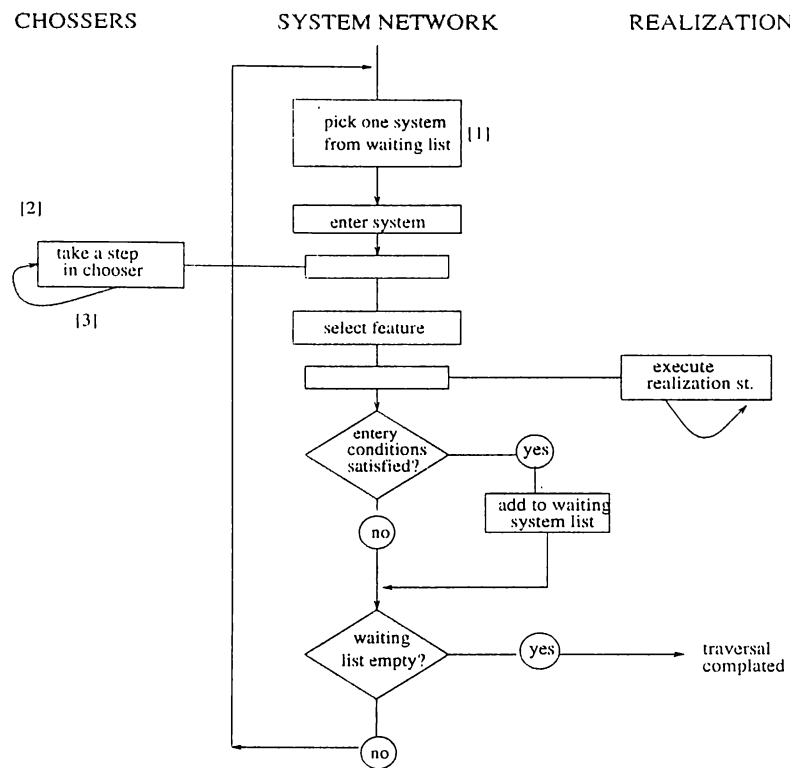 CHOSSERS
SYSTEM NETWORK
REALIZATION
pick one system
from waiting list
[1]
enter system
[2]
take a step
in chooser
[3]
select feature
execute
realization st.
entery
conditions
satisfied?
yes
add to waiting
system list
no
waiting
list empty?
yes
traversal
complated
no